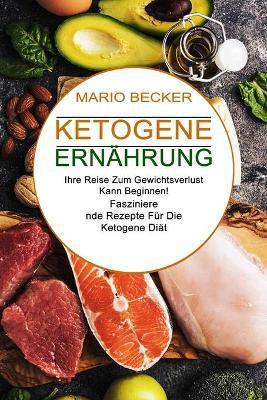 MARIO BECKER
KETOGENE
ERNÄHRUNG
Ihre Reise Zum Gewichtsverlust
Kann Beginnen!
Fasziniere
nde Rezepte Für Die
Ketogene Diät